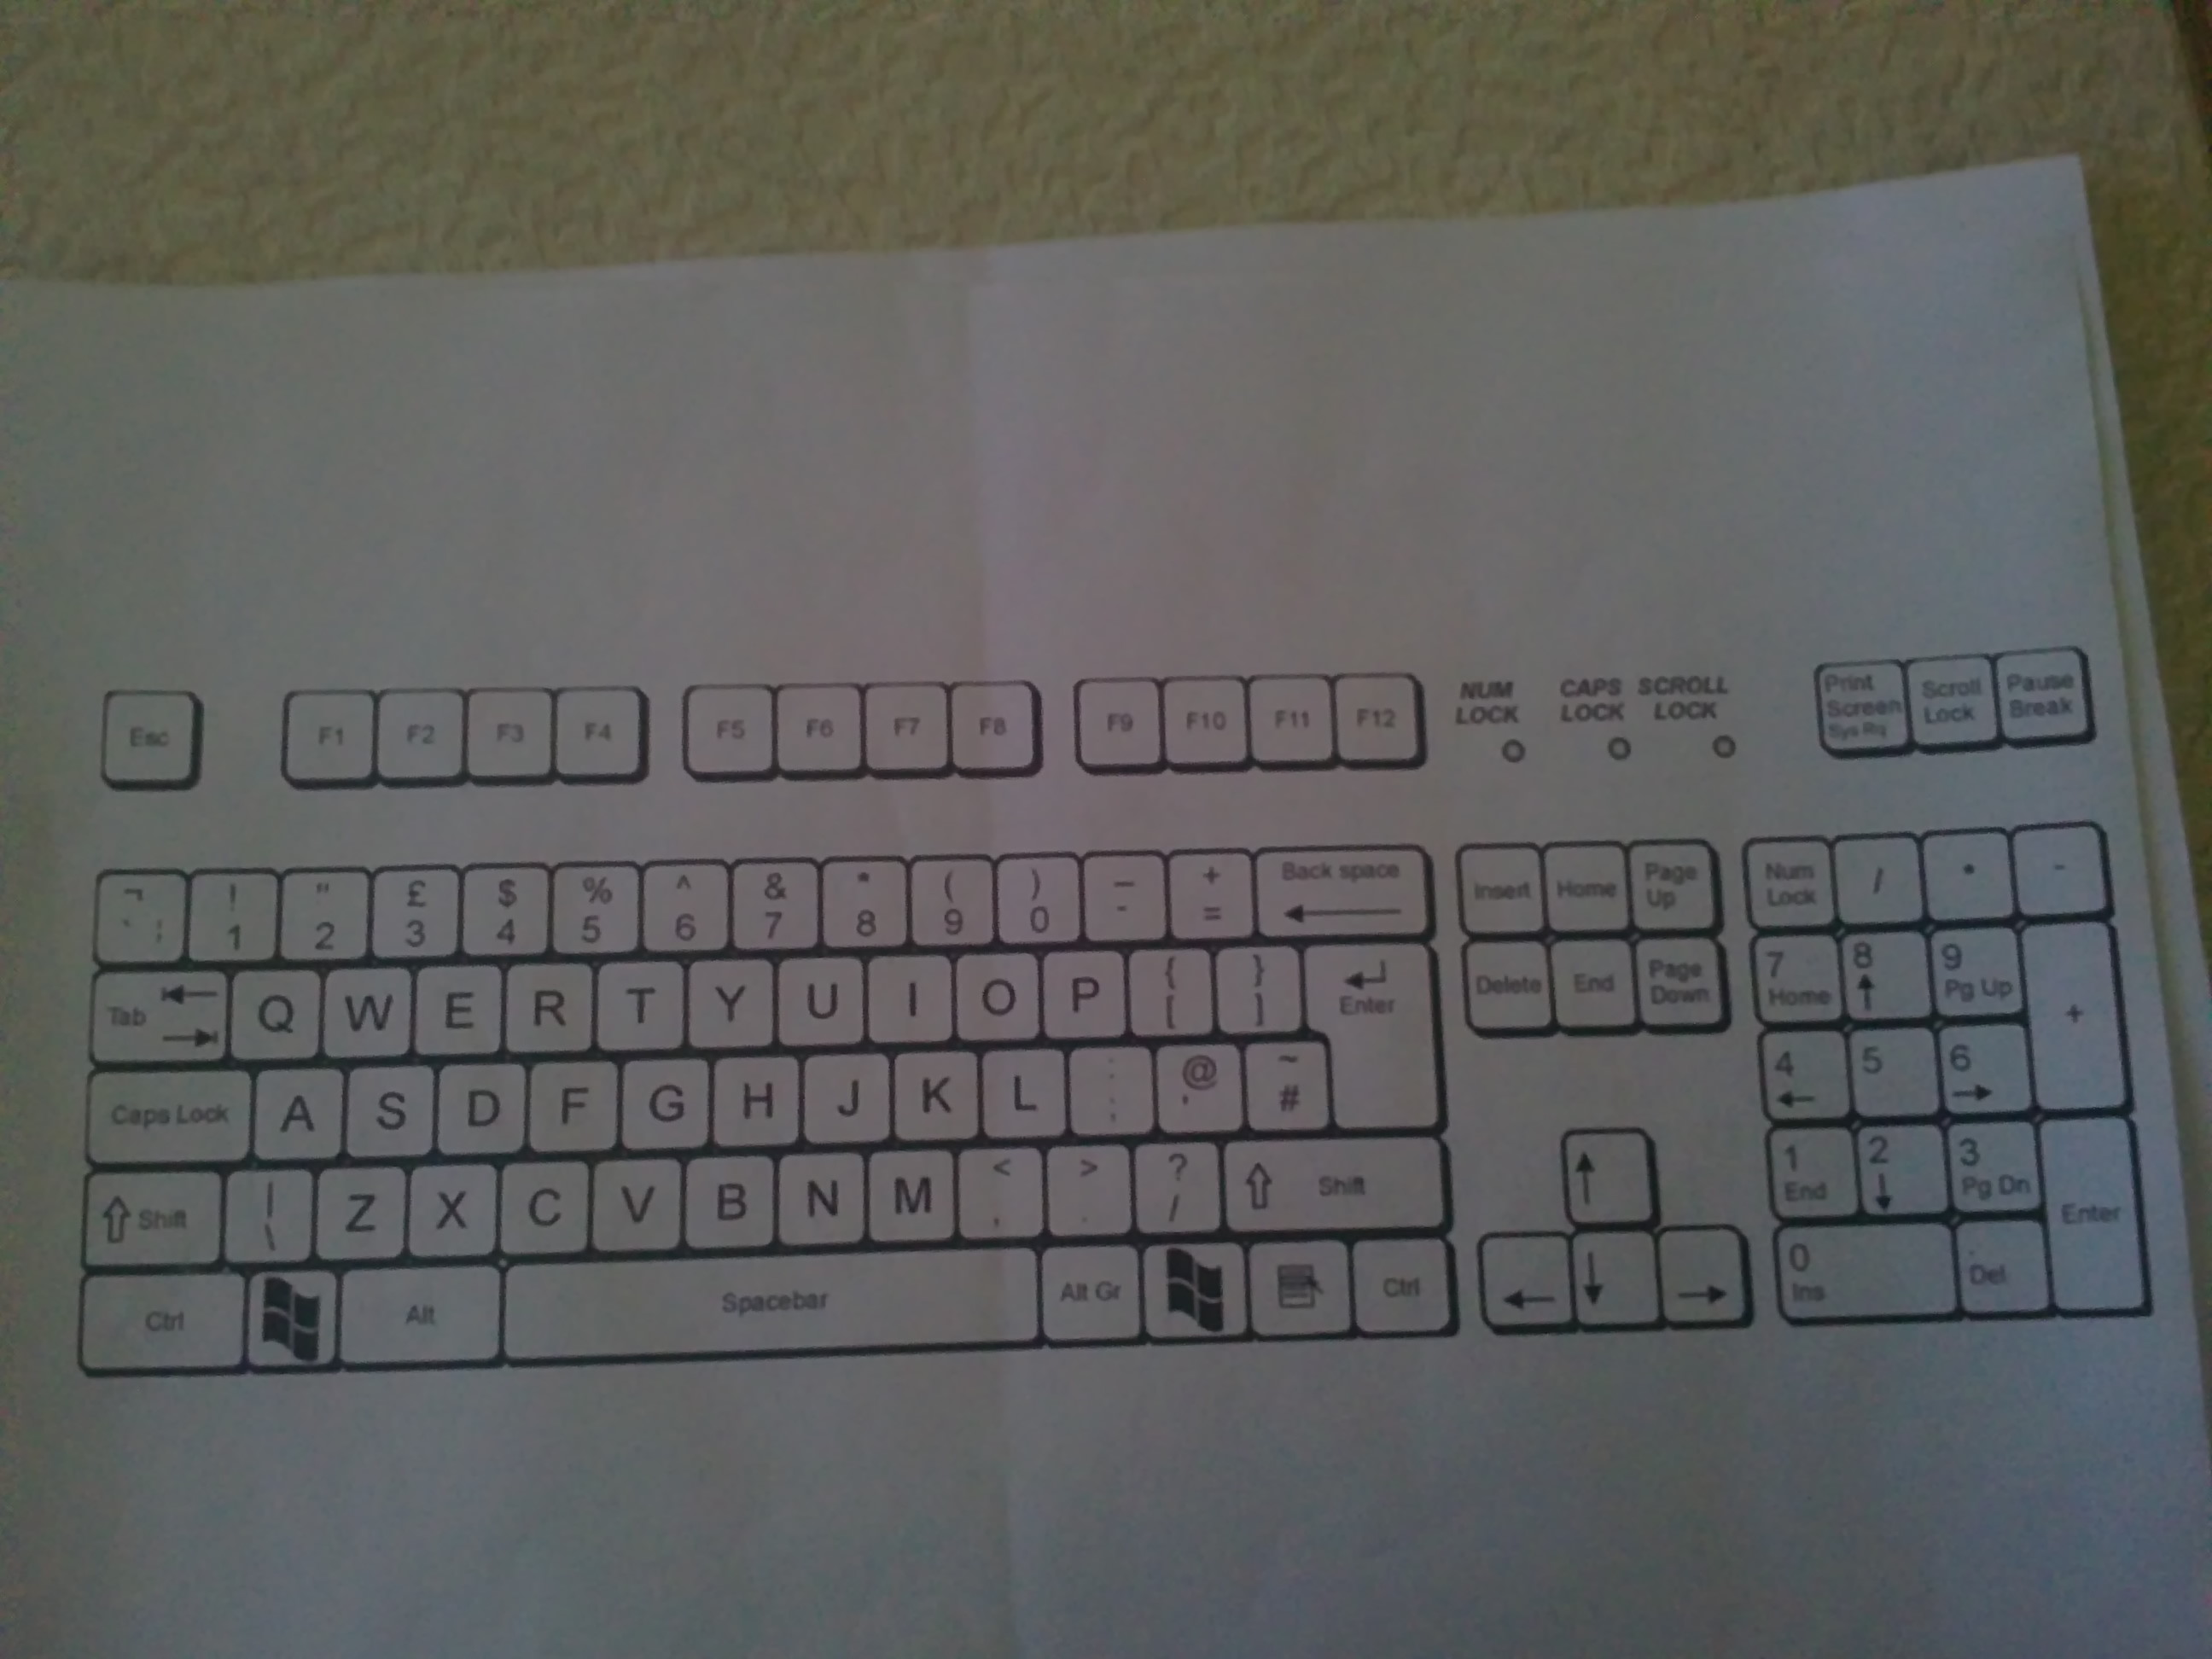 Esc F1 F2 F3 F4 F5 F6 F7 F8 F9 F10 F11 F12
NUM LOCK CAPS LOCK SCROLL LOCK
Print Screen Sys Rq
Scroll Lock
Pause Break
¬ ` ¦ ! 1 " 2 £ 3 $ 4 % 5 ^ 6 & 7 * 8 ( 9 ) 0 — - + = Back space
Insert Home Page Up
Num Lock / * -
Tab Q W E R T Y U I O P { [ } ] Enter
Delete End Page Down
7 Home 8 9 Pg Up +
Caps Lock A S D F G H J K L : ; @ ' ~ #
4 5 6
Shift | \ Z X C V B N M < , > . ? / Shift
1 End 2 3 Pg Dn Enter
Ctrl Alt Spacebar Alt Gr Ctrl
0 Ins . Del